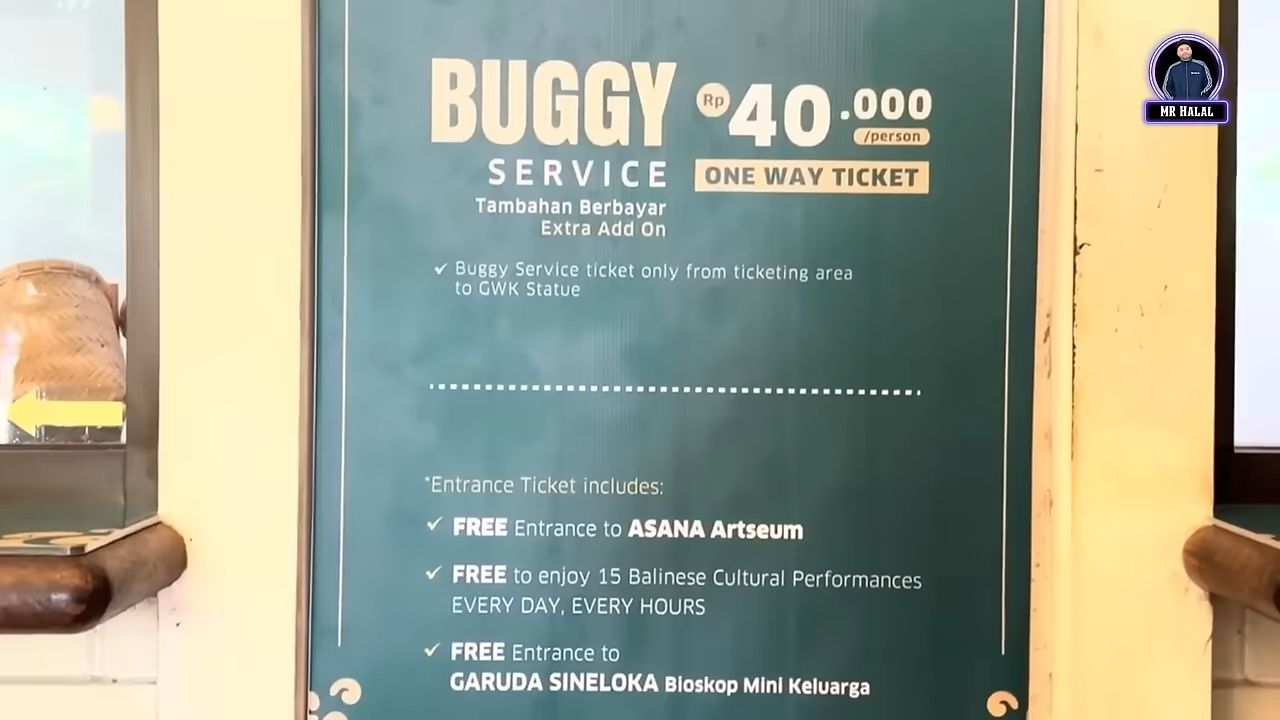 BUGGY
SERVICE
Tambahan Berbayar
Extra Add On
Rp 40.000
/person
ONE WAY TICKET
✓ Buggy Service ticket only from ticketing area
to GWK Statue
*Entrance Ticket includes:
✓ FREE Entrance to ASANA Artseum
✓ FREE to enjoy 15 Balinese Cultural Performances
EVERY DAY, EVERY HOURS
✓ FREE Entrance to
GARUDA SINELOKA Bioskop Mini Keluarga
MR HALAL